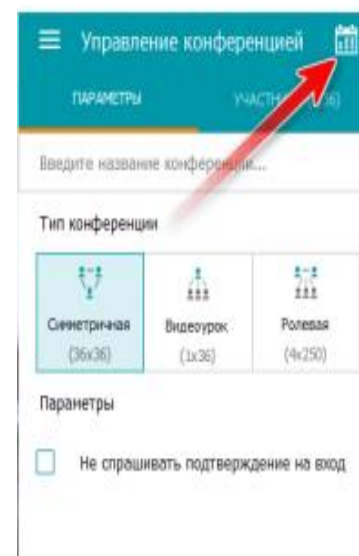 Управление конференцией
ПАРАМЕТРЫ
Введите название
Тип конференции
Симметричная
(36x36)
Видеоурок
(1x36)
Ролевая
(4x250)
Параметры
Не спрашивать подтверждение на вход